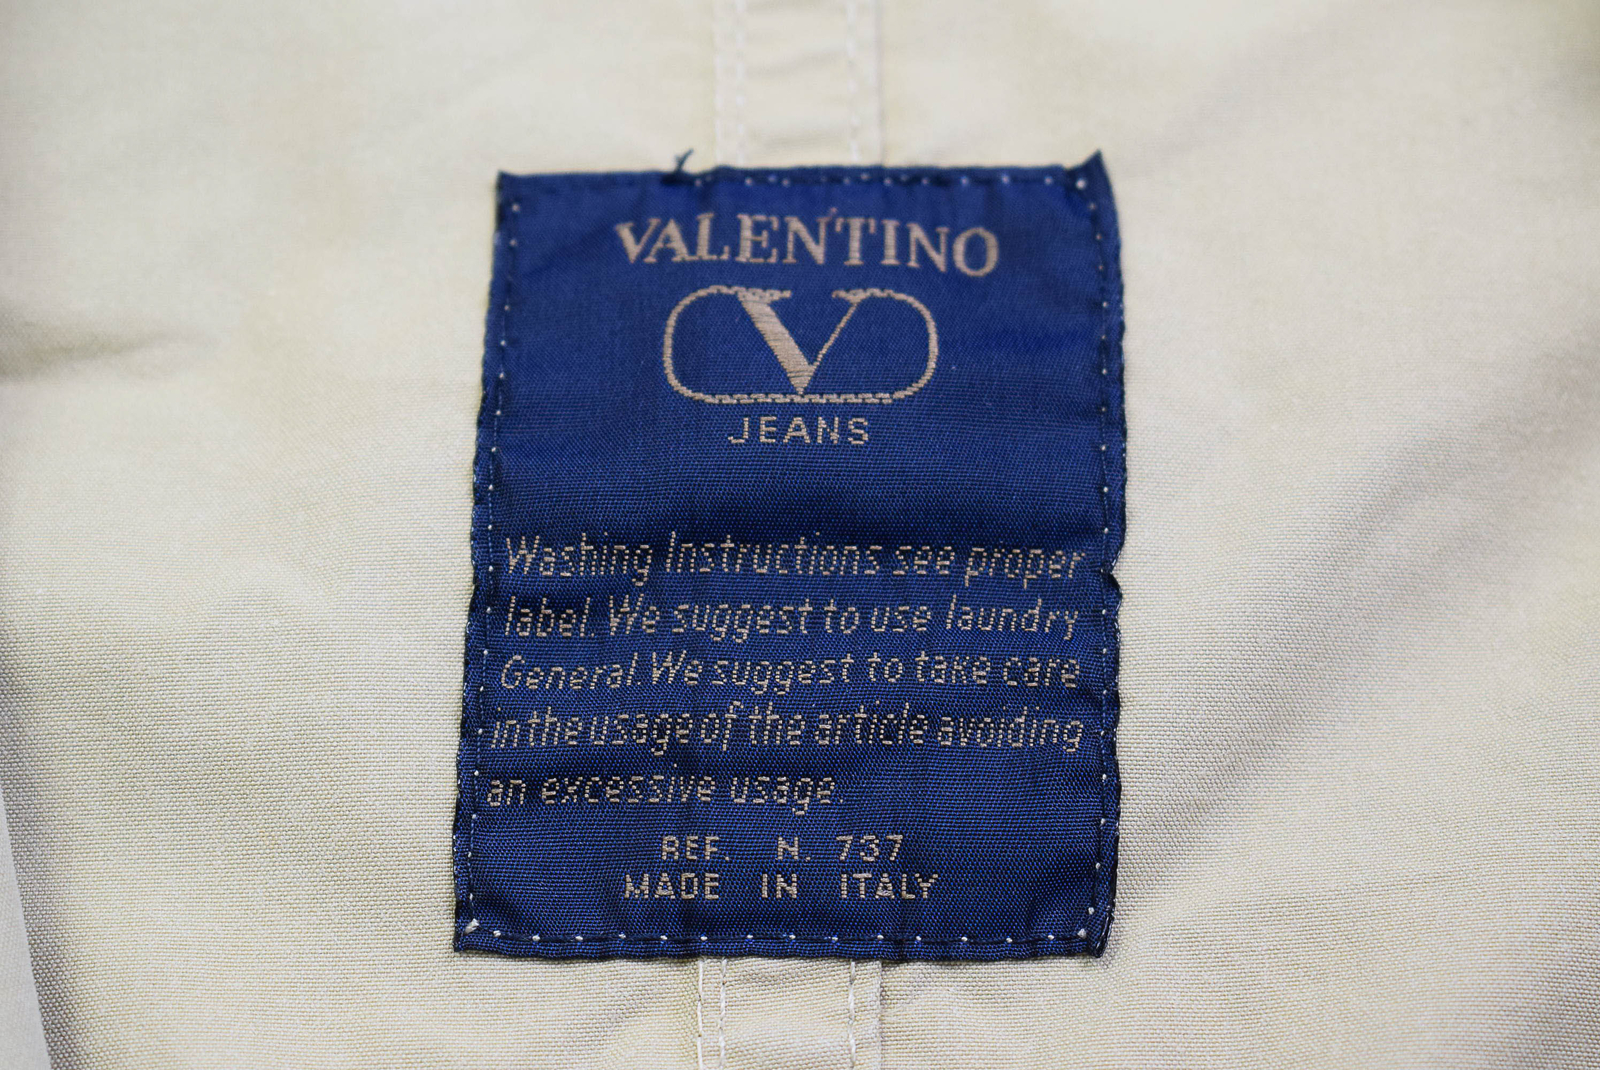 VALENTINO
V
JEANS
Washing Instructions see proper
label. We suggest to use laundry
General. We suggest to take care
in the usage of the article avoiding
an excessive usage.
REF. N. 737
MADE IN ITALY